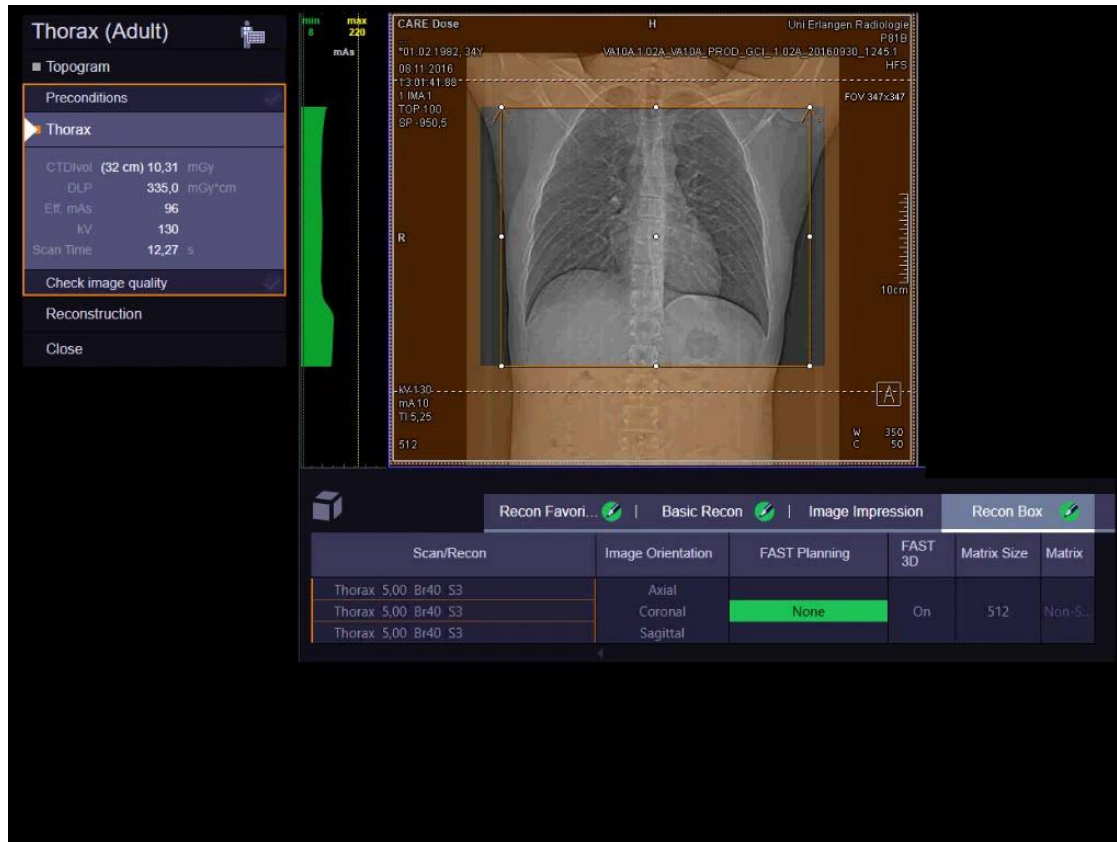 Thorax (Adult)
Topogram
Preconditions
Thorax
CTDIvol (32 cm) 10,31 mGy
DLP 335,0 mGy*cm
Eff. mAs 96
kV 130
Scan Time 12,27 s
Check image quality
Reconstruction
Close
min max
8 220
mAs
CARE Dose
*01.02.1982, 34Y
08.11.2016
13:01:41.88
1 IMA 1
TOP 100
SP -950,5
H
Uni Erlangen Radiologie
P81B
VA10A.1.02A_VA10A_PROD_GCI_1.02A_20160930_1245.1
HFS
FOV 347x347
R
10cm
kV 130
mA 10
TI 5,25
512
A
W 350
C 50
Recon Favori... | Basic Recon | Image Impression Recon Box
Scan/Recon Image Orientation FAST Planning FAST 3D Matrix Size Matrix
Thorax 5,00 Br40 S3 Axial
Thorax 5,00 Br40 S3 Coronal None On 512 Non-S...
Thorax 5,00 Br40 S3 Sagittal